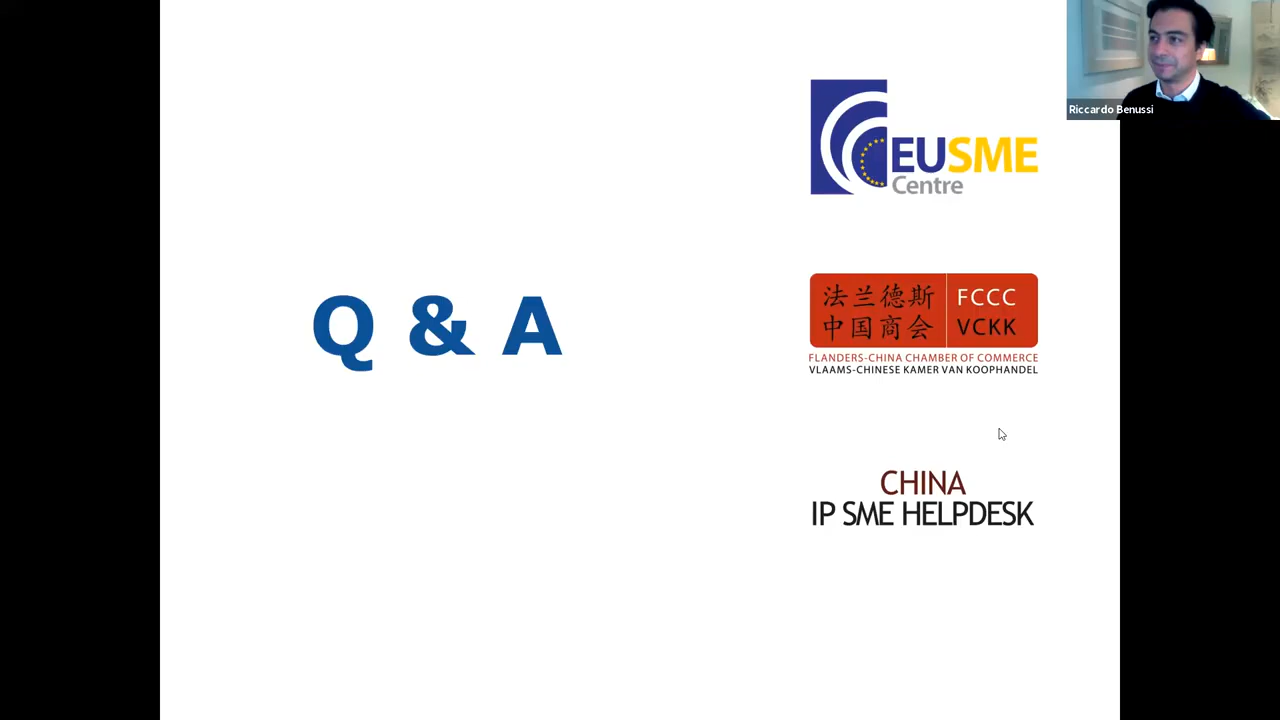 Riccardo Benussi
EUSME
Centre
Q & A
法兰德斯
中国商会
FCCC
VCKK
FLANDERS-CHINA CHAMBER OF COMMERCE
VLAAMS-CHINESE KAMER VAN KOOPHANDEL
CHINA
IP SME HELPDESK